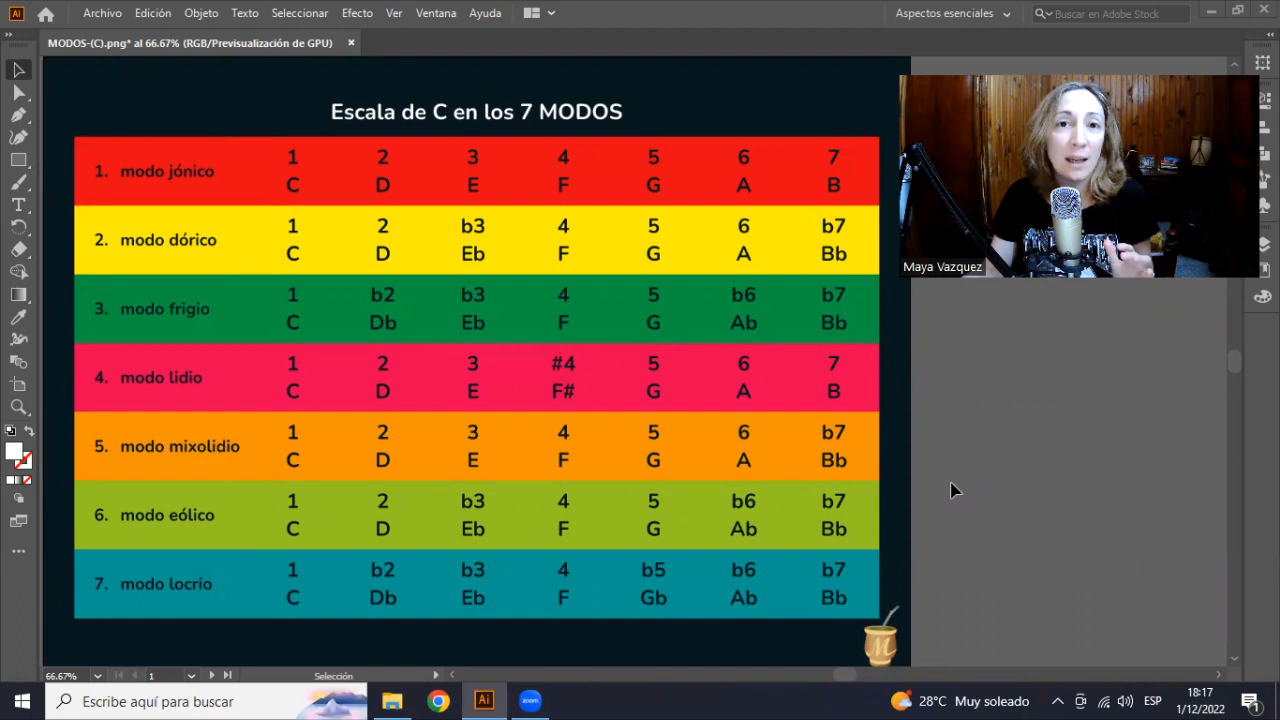 Archivo Edición Objeto Texto Seleccionar Efecto Ver Ventana Ayuda Aspectos esenciales Buscar en Adobe Stock
MODOS-(C).png* al 66.67% (RGB/Previsualización de GPU)
Escala de C en los 7 MODOS
1. modo jónico 1 2 3 4 5 6 7
C D E F G A B
2. modo dórico 1 2 b3 4 5 6 b7
C D Eb F G A Bb
3. modo frigio 1 b2 b3 4 5 b6 b7
C Db Eb F G Ab Bb
4. modo lidio 1 2 3 #4 5 6 7
C D E F# G A B
5. modo mixolidio 1 2 3 4 5 6 b7
C D E F G A Bb
6. modo eólico 1 2 b3 4 5 b6 b7
C D Eb F G Ab Bb
7. modo locrio 1 b2 b3 4 b5 b6 b7
C Db Eb F Gb Ab Bb
M
Maya Vazquez
66.67% 1 Selección
Escribe aquí para buscar
Ai
zoom
28°C Muy soleado
ESP
18:17
1/12/2022
1